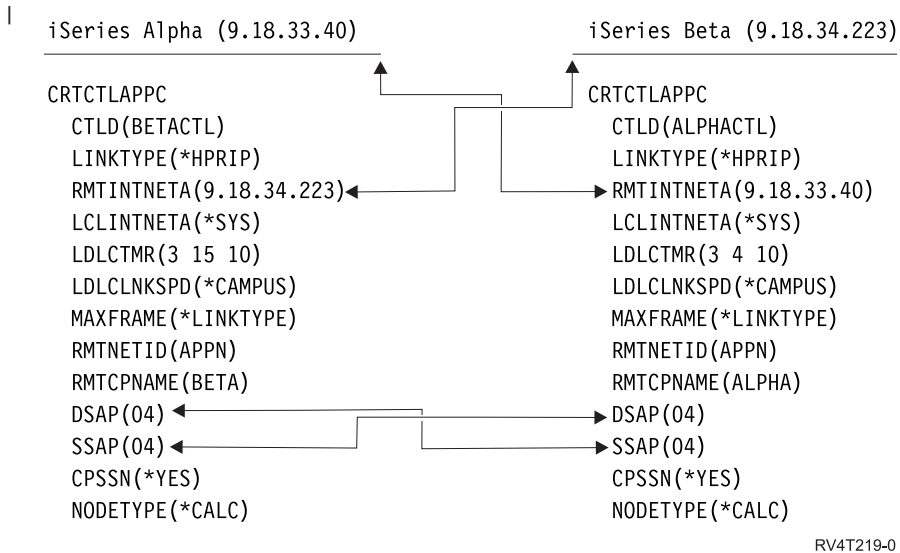 iSeries Alpha (9.18.33.40)
CRTCTLAPPC
CTLD(BETACTL)
LINKTYPE(*HPRIP)
RMTINTNETA(9.18.34.223)
LCLINTNETA(*SYS)
LDLCTMR(3 15 10)
LDLCLNKSPD(*CAMPUS)
MAXFRAME(*LINKTYPE)
RMTNETID(APPN)
RMTCPNAME(BETA)
DSAP(04)
SSAP(04)
CPSSN(*YES)
NODETYPE(*CALC)
iSeries Beta (9.18.34.223)
CRTCTLAPPC
CTLD(ALPHACTL)
LINKTYPE(*HPRIP)
RMTINTNETA(9.18.33.40)
LCLINTNETA(*SYS)
LDLCTMR(3 4 10)
LDLCLNKSPD(*CAMPUS)
MAXFRAME(*LINKTYPE)
RMTNETID(APPN)
RMTCPNAME(ALPHA)
DSAP(04)
SSAP(04)
CPSSN(*YES)
NODETYPE(*CALC)
RV4T219-0